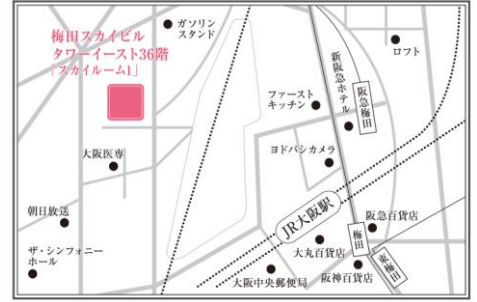 梅田スカイビル
タワーイースト36階
「スカイルーム1」
ガソリン
スタンド
ロフト
新阪急ホテル
阪急梅田
ファースト
キッチン
大阪医専
ヨドバシカメラ
朝日放送
JR大阪駅
阪急百貨店
ザ・シンフォニー
ホール
梅田
大丸百貨店
東梅田
大阪中央郵便局
阪神百貨店